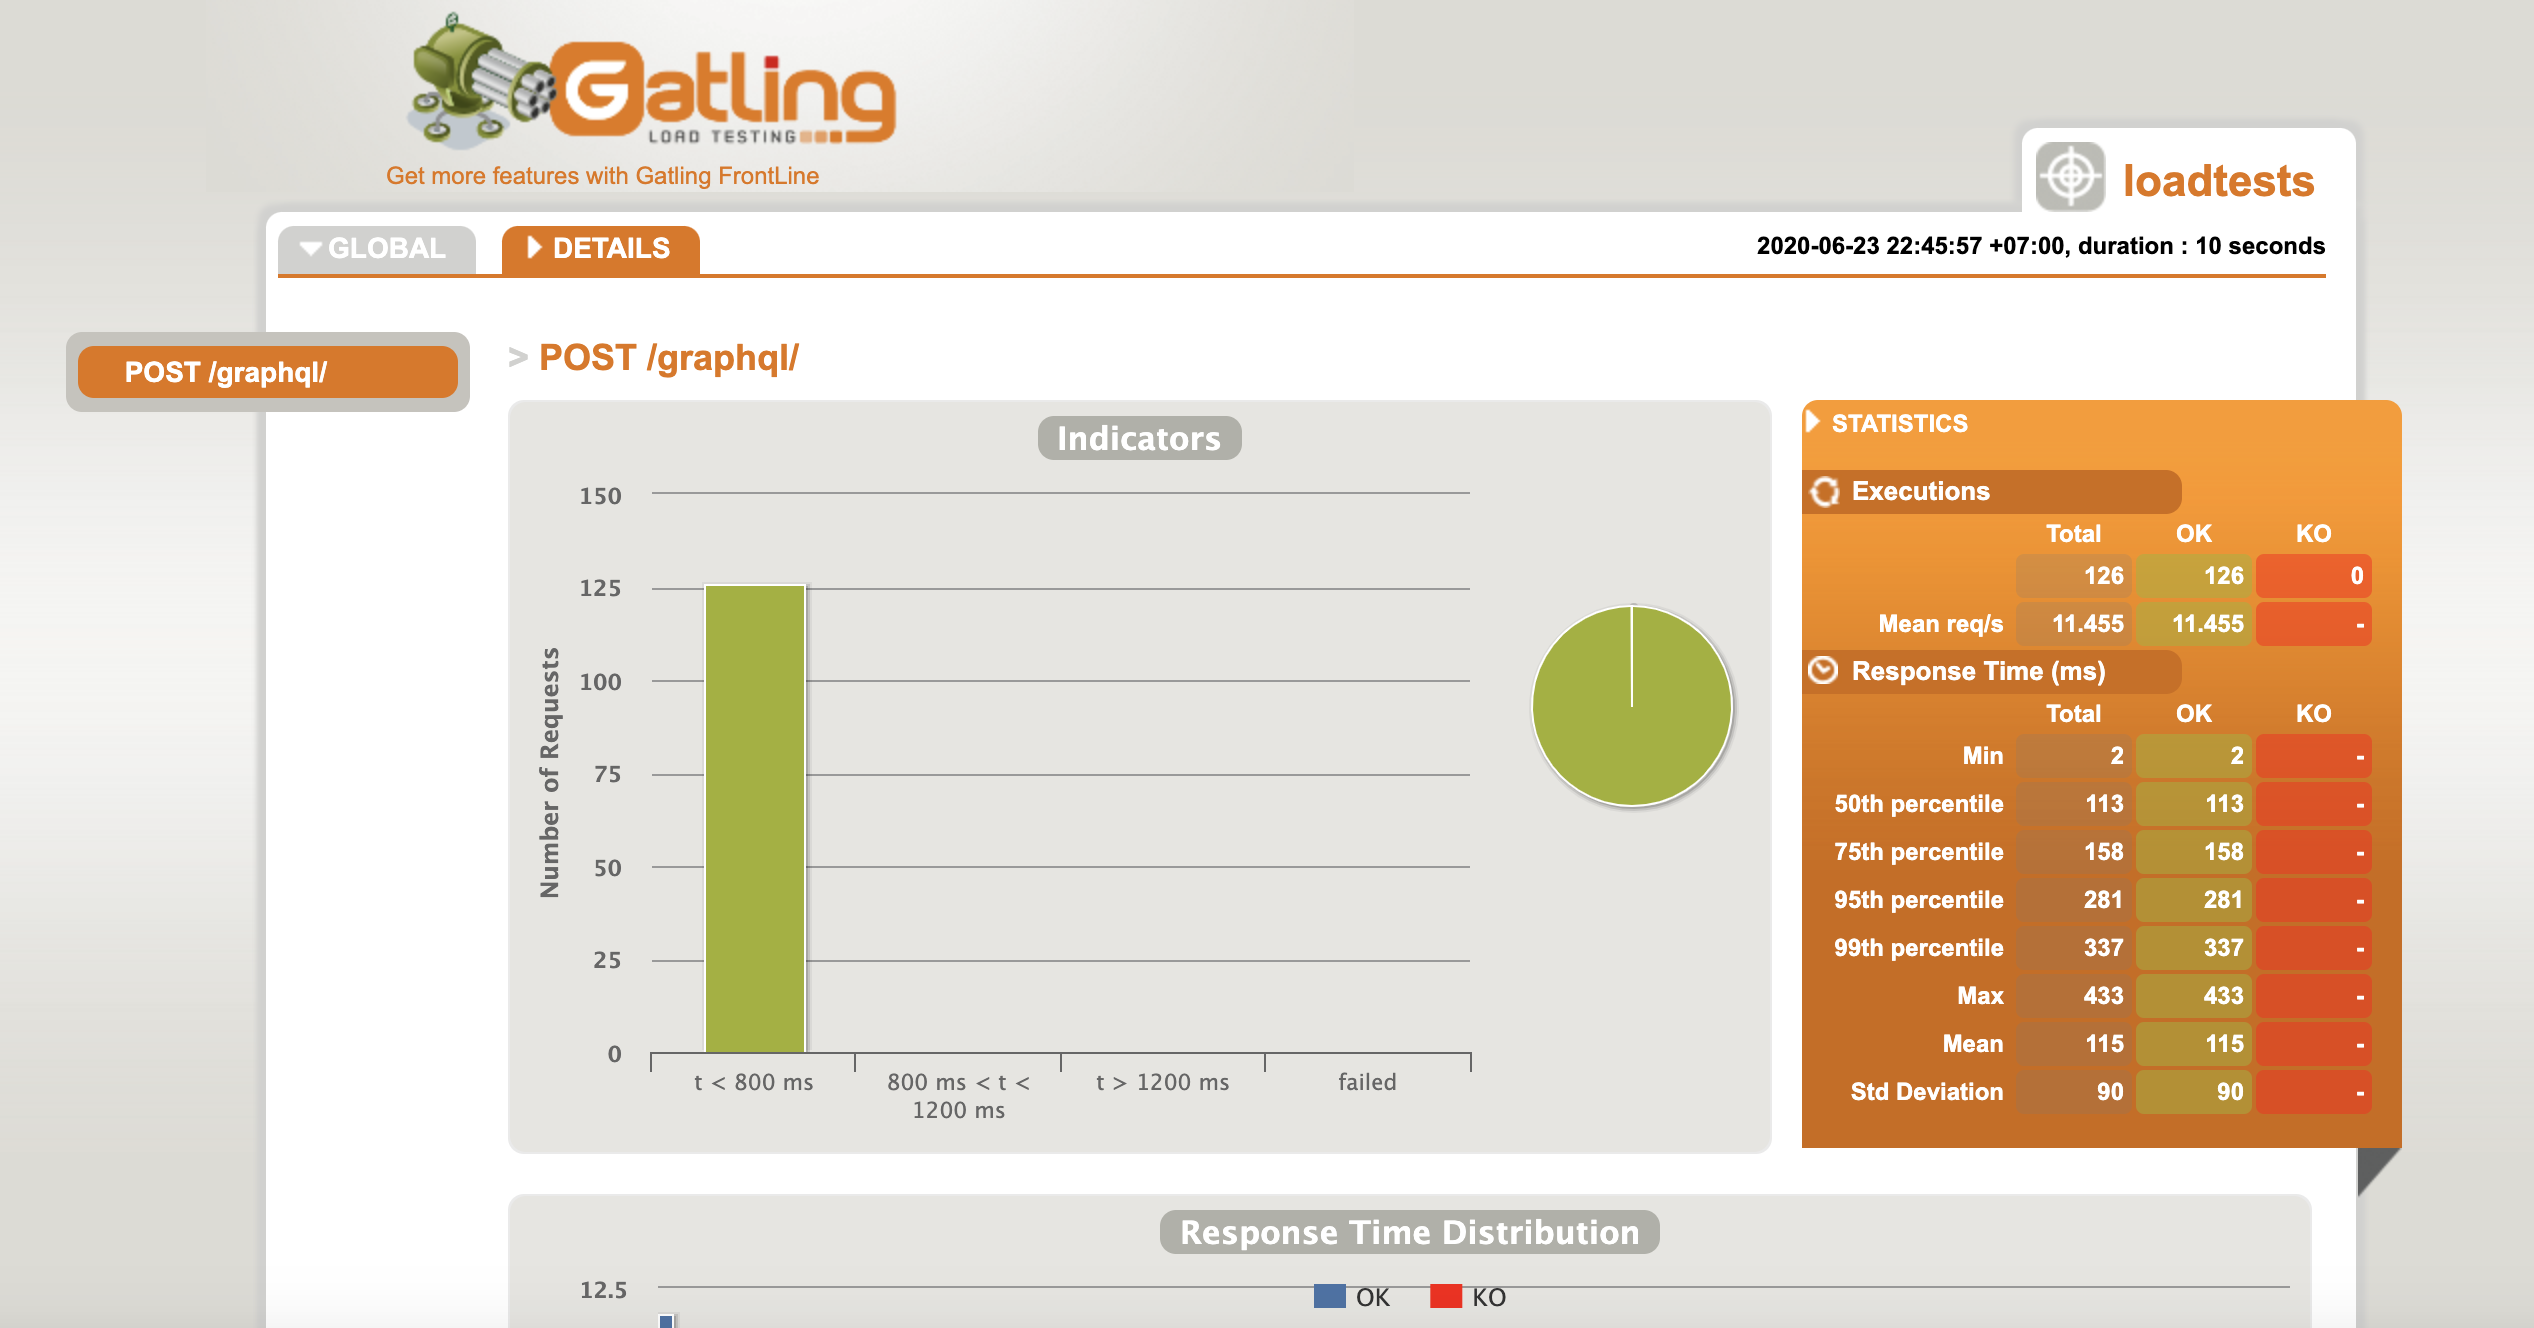 Gatling
LOAD TESTING
Get more features with Gatling FrontLine
loadtests
GLOBAL
DETAILS
2020-06-23 22:45:57 +07:00, duration : 10 seconds
POST /graphql/
> POST /graphql/
Indicators
150
125
100
75
50
25
0
Number of Requests
t < 800 ms
800 ms < t <
1200 ms
t > 1200 ms
failed
STATISTICS
Executions
Total OK KO
126 126 0
Mean req/s 11.455 11.455 -
Response Time (ms)
Total OK KO
Min 2 2 -
50th percentile 113 113 -
75th percentile 158 158 -
95th percentile 281 281 -
99th percentile 337 337 -
Max 433 433 -
Mean 115 115 -
Std Deviation 90 90 -
Response Time Distribution
12.5
OK KO